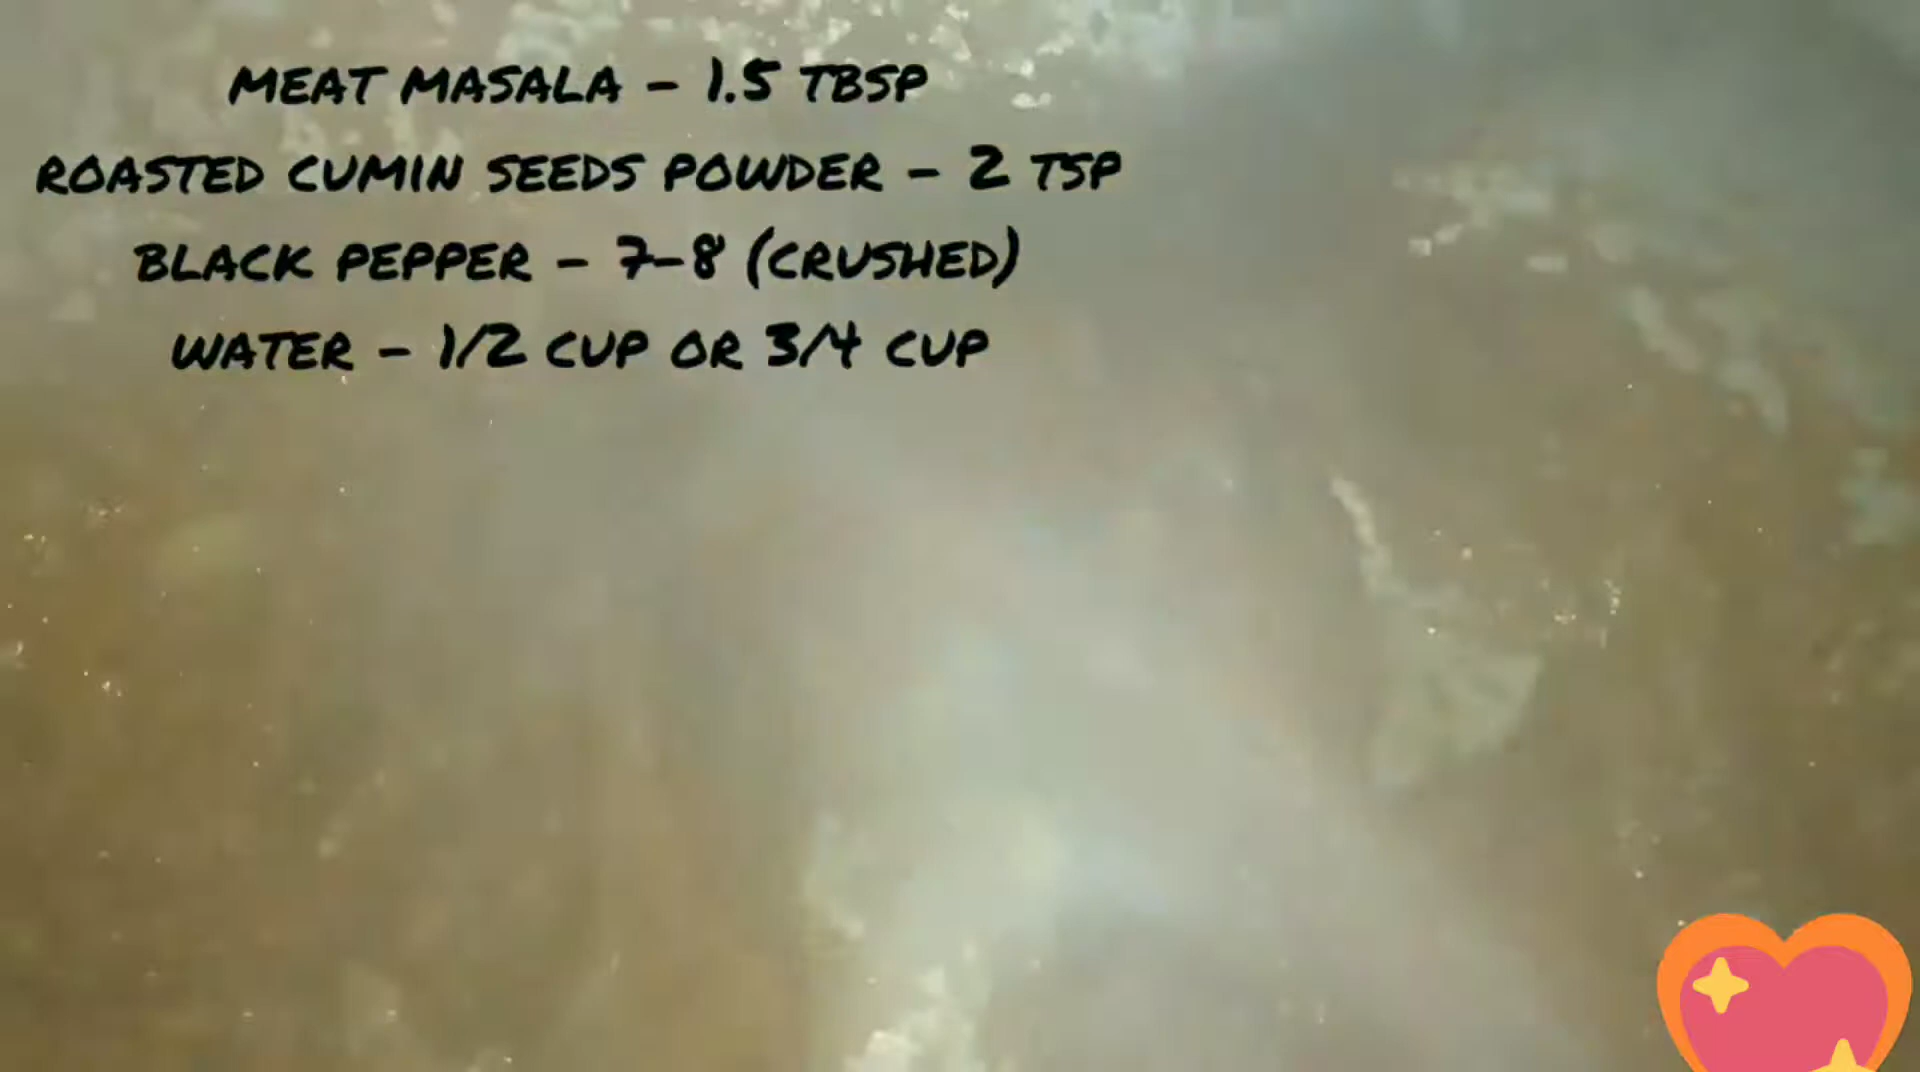 MEAT MASALA - 1.5 TBSP
ROASTED CUMIN SEEDS POWDER - 2 TSP
BLACK PEPPER - 7-8 (CRUSHED)
WATER - 1/2 CUP OR 3/4 CUP